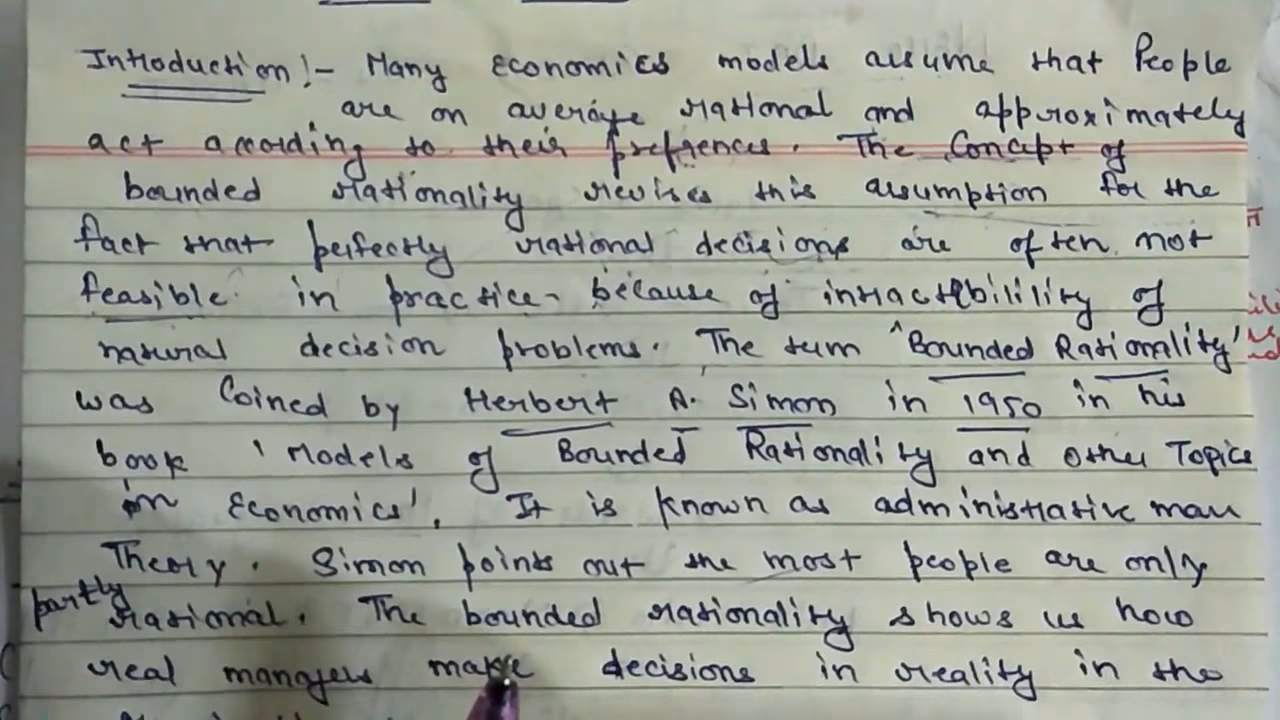 Introduction :- Many economics models assume that People
are on average rational and approximately
act according to their prefrences. The Concept of
bounded rationality revises this assumption for the
fact that perfectly rational decisions are often not
feasible in practice. because of intractibility of
natural decision problems. The term 'Bounded Rationality'
was Coined by Herbert A. Simon in 1950 in his
book 'Models of Bounded Rationality and other Topics
in Economics'. It is known as administrative man
Theory. Simon points out the most people are only
partly rational. The bounded rationality shows us how
real managers make decisions in reality in the